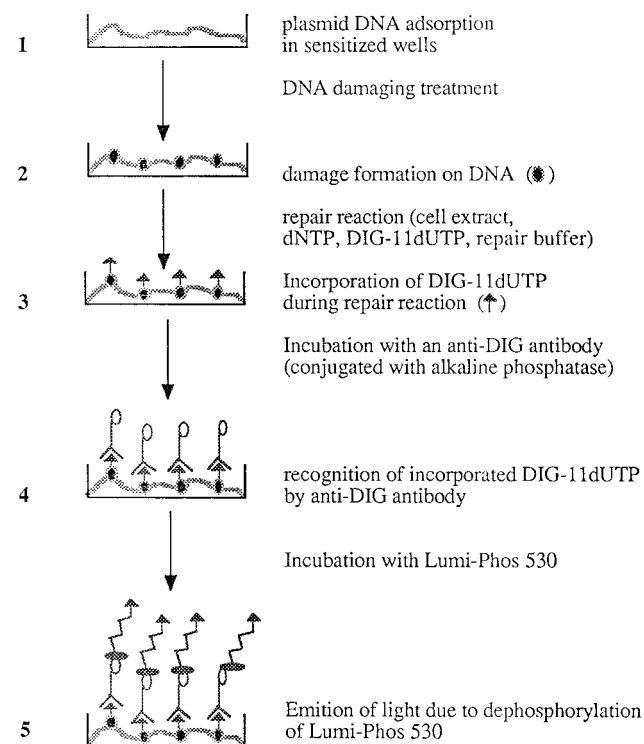 1
plasmid DNA adsorption
in sensitized wells
DNA damaging treatment
2
damage formation on DNA ( )
repair reaction (cell extract,
dNTP, DIG-11dUTP, repair buffer)
3
Incorporation of DIG-11dUTP
during repair reaction (↑)
Incubation with an anti-DIG antibody
(conjugated with alkaline phosphatase)
4
recognition of incorporated DIG-11dUTP
by anti-DIG antibody
Incubation with Lumi-Phos 530
5
Emition of light due to dephosphorylation
of Lumi-Phos 530